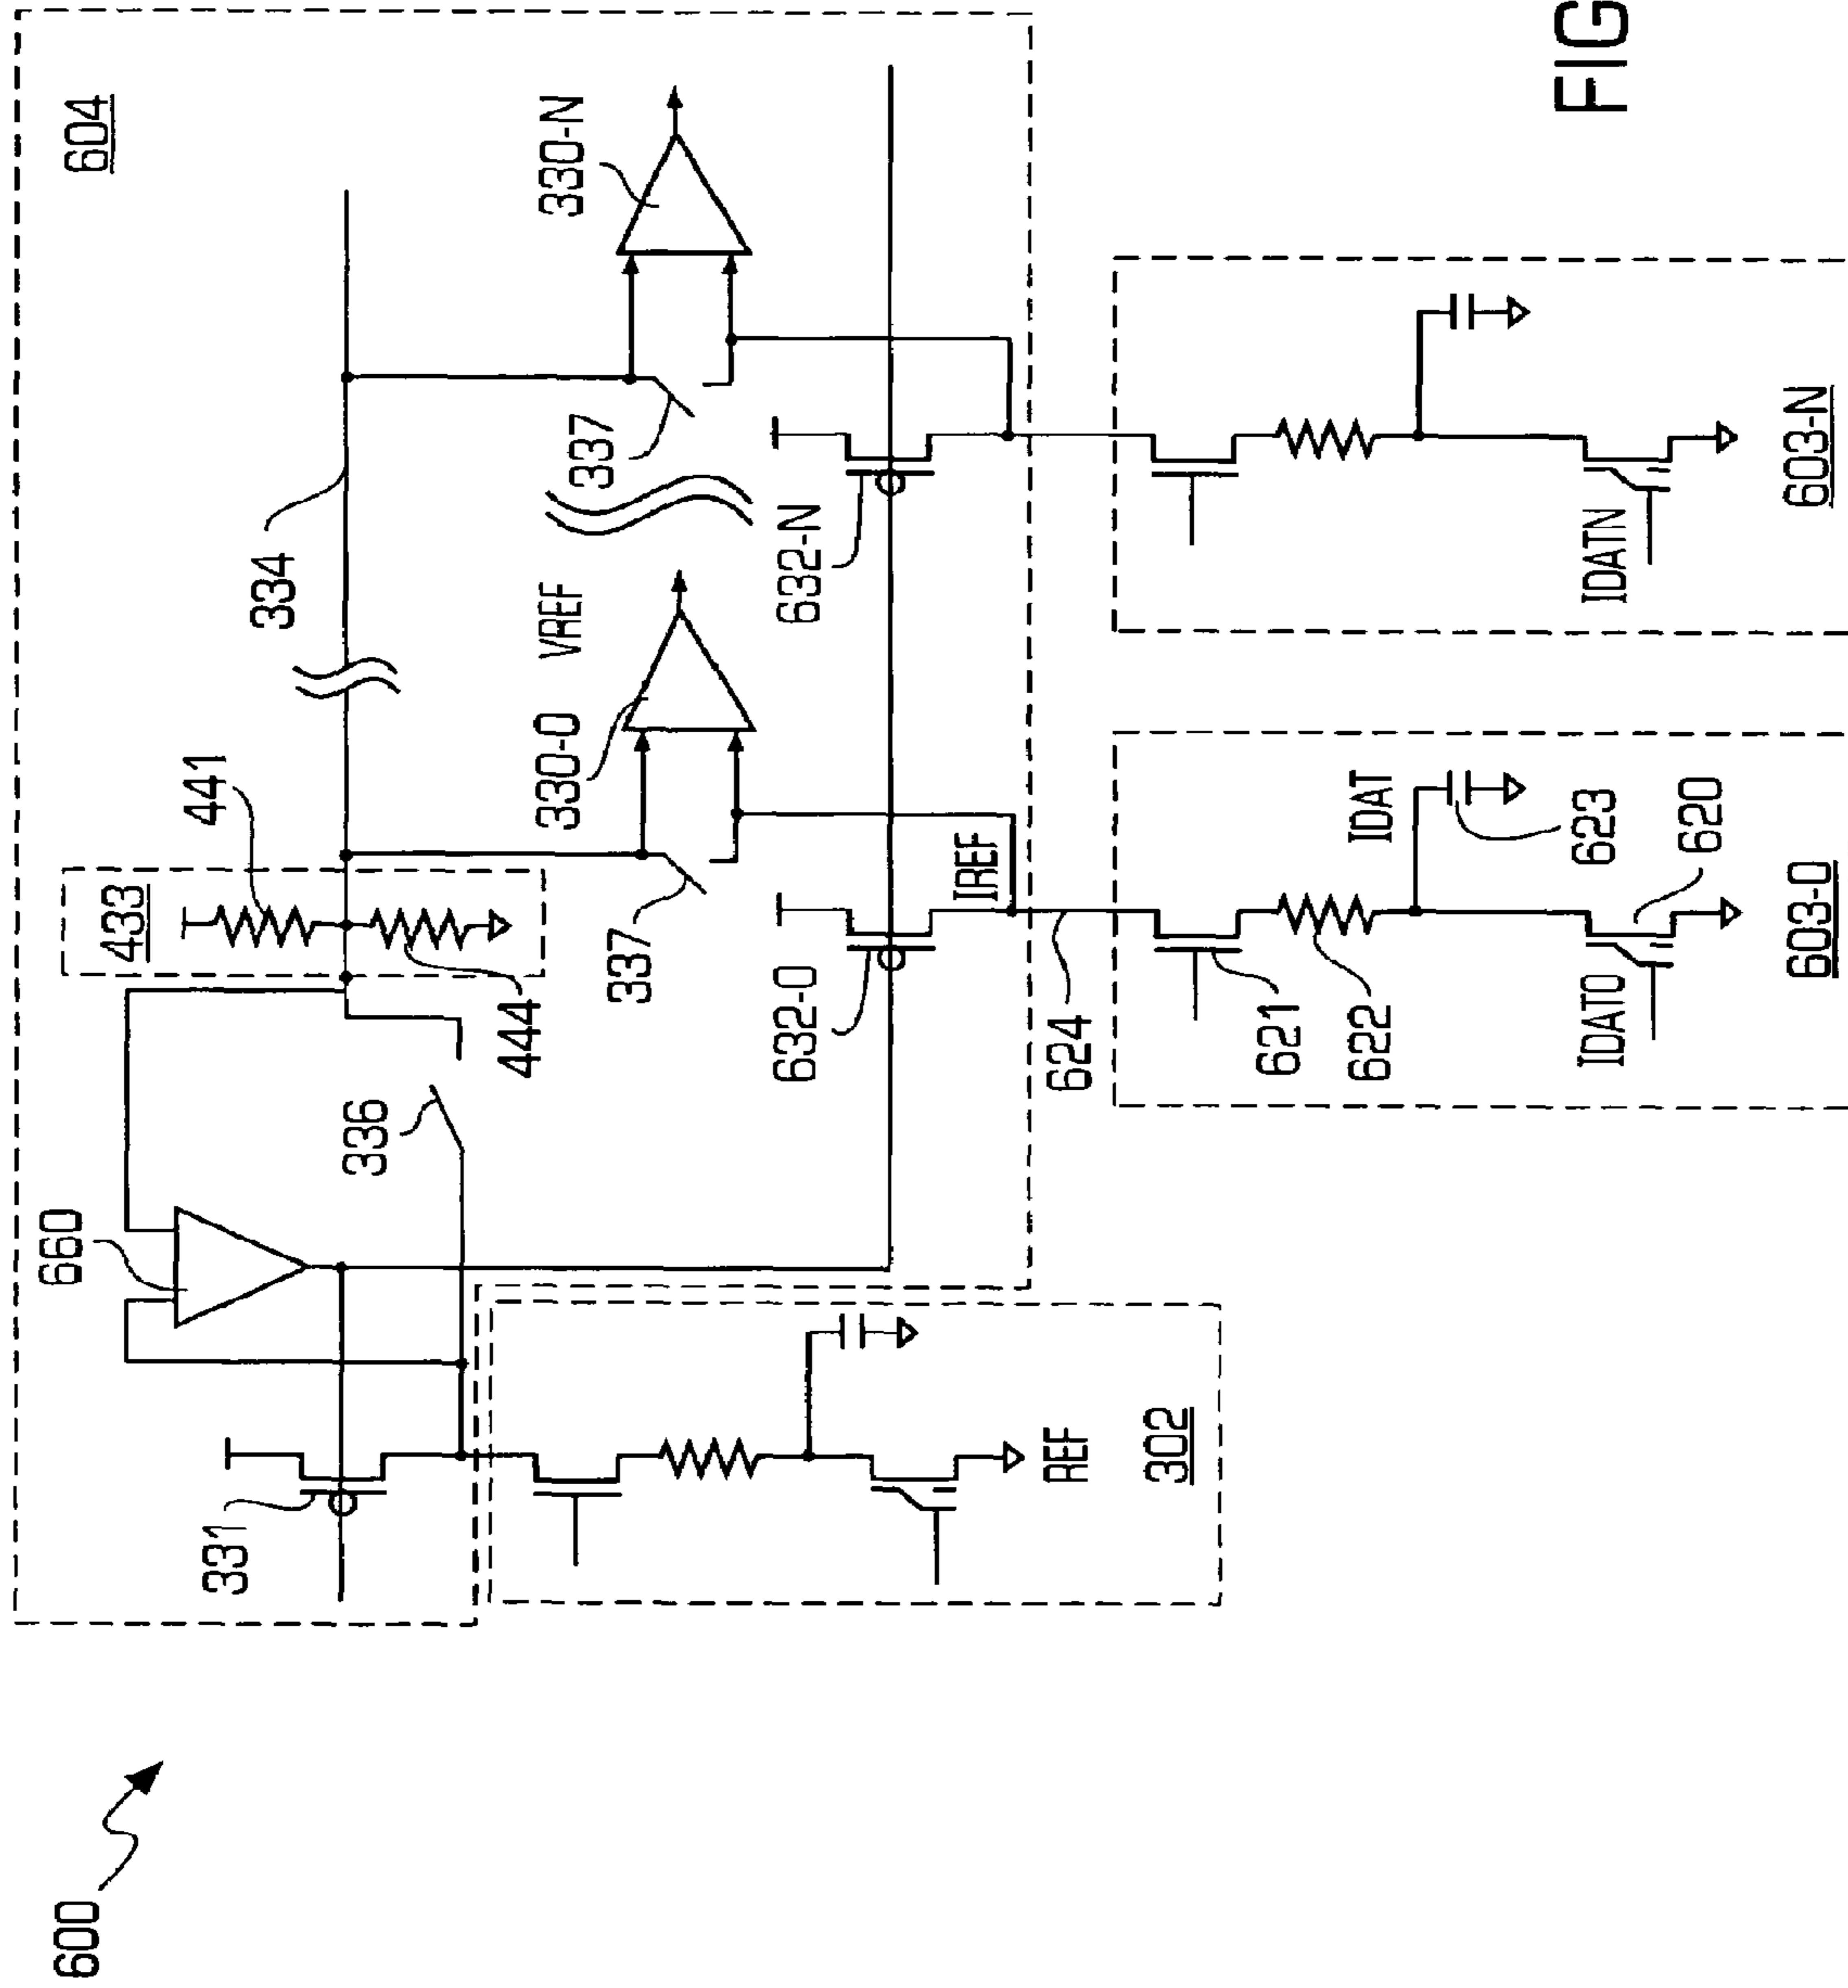 600
604
660
433
441
334
331
336
444
337
330-0
VREF
337
330-N
632-0
IREF
632-N
302
REF
624
621
622
IDAT
623
IDAT0
620
603-0
IDATN
603-N
FIG